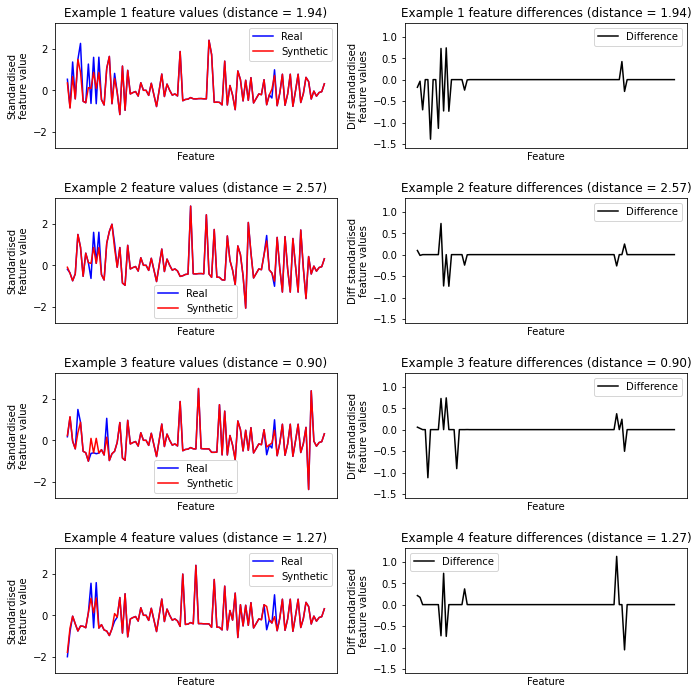 Example 1 feature values (distance = 1.94)
Standardised
feature value
2
0
−2
Real
Synthetic
Feature
Example 1 feature differences (distance = 1.94)
Diff standardised
feature values
1.0
0.5
0.0
−0.5
−1.0
−1.5
Difference
Feature
Example 2 feature values (distance = 2.57)
Standardised
feature value
2
0
−2
Real
Synthetic
Feature
Example 2 feature differences (distance = 2.57)
Diff standardised
feature values
1.0
0.5
0.0
−0.5
−1.0
−1.5
Difference
Feature
Example 3 feature values (distance = 0.90)
Standardised
feature value
2
0
−2
Real
Synthetic
Feature
Example 3 feature differences (distance = 0.90)
Diff standardised
feature values
1.0
0.5
0.0
−0.5
−1.0
−1.5
Difference
Feature
Example 4 feature values (distance = 1.27)
Standardised
feature value
2
0
−2
Real
Synthetic
Feature
Example 4 feature differences (distance = 1.27)
Diff standardised
feature values
1.0
0.5
0.0
−0.5
−1.0
−1.5
Difference
Feature